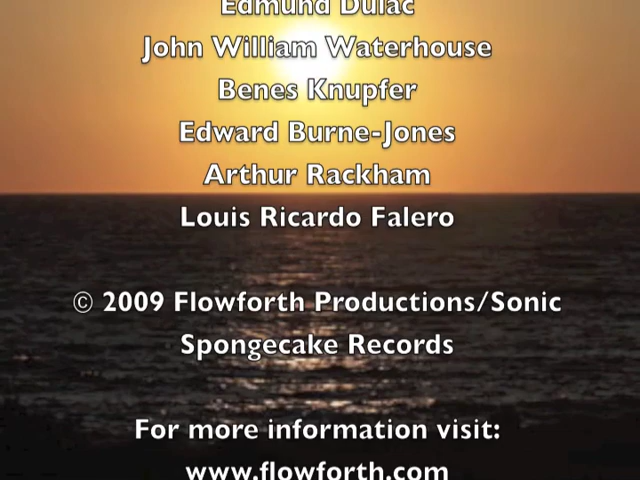 Edmund Dulac
John William Waterhouse
Benes Knupfer
Edward Burne-Jones
Arthur Rackham
Louis Ricardo Falero
© 2009 Flowforth Productions/Sonic
Spongecake Records
For more information visit:
www.flowforth.com